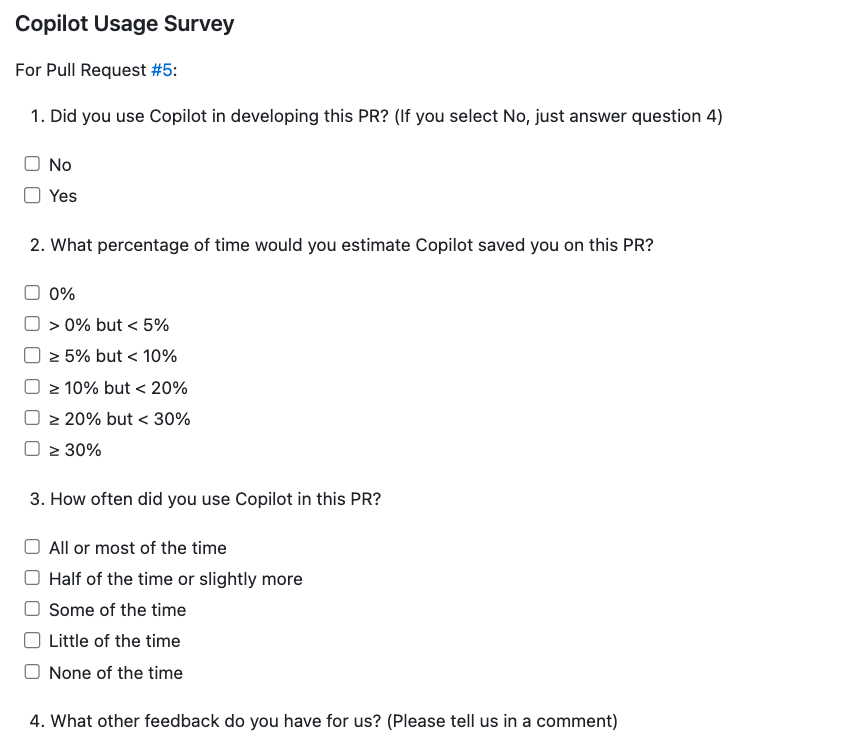 Copilot Usage Survey
For Pull Request #5:
1. Did you use Copilot in developing this PR? (If you select No, just answer question 4)
No
Yes
2. What percentage of time would you estimate Copilot saved you on this PR?
0%
> 0% but < 5%
≥ 5% but < 10%
≥ 10% but < 20%
≥ 20% but < 30%
≥ 30%
3. How often did you use Copilot in this PR?
All or most of the time
Half of the time or slightly more
Some of the time
Little of the time
None of the time
4. What other feedback do you have for us? (Please tell us in a comment)